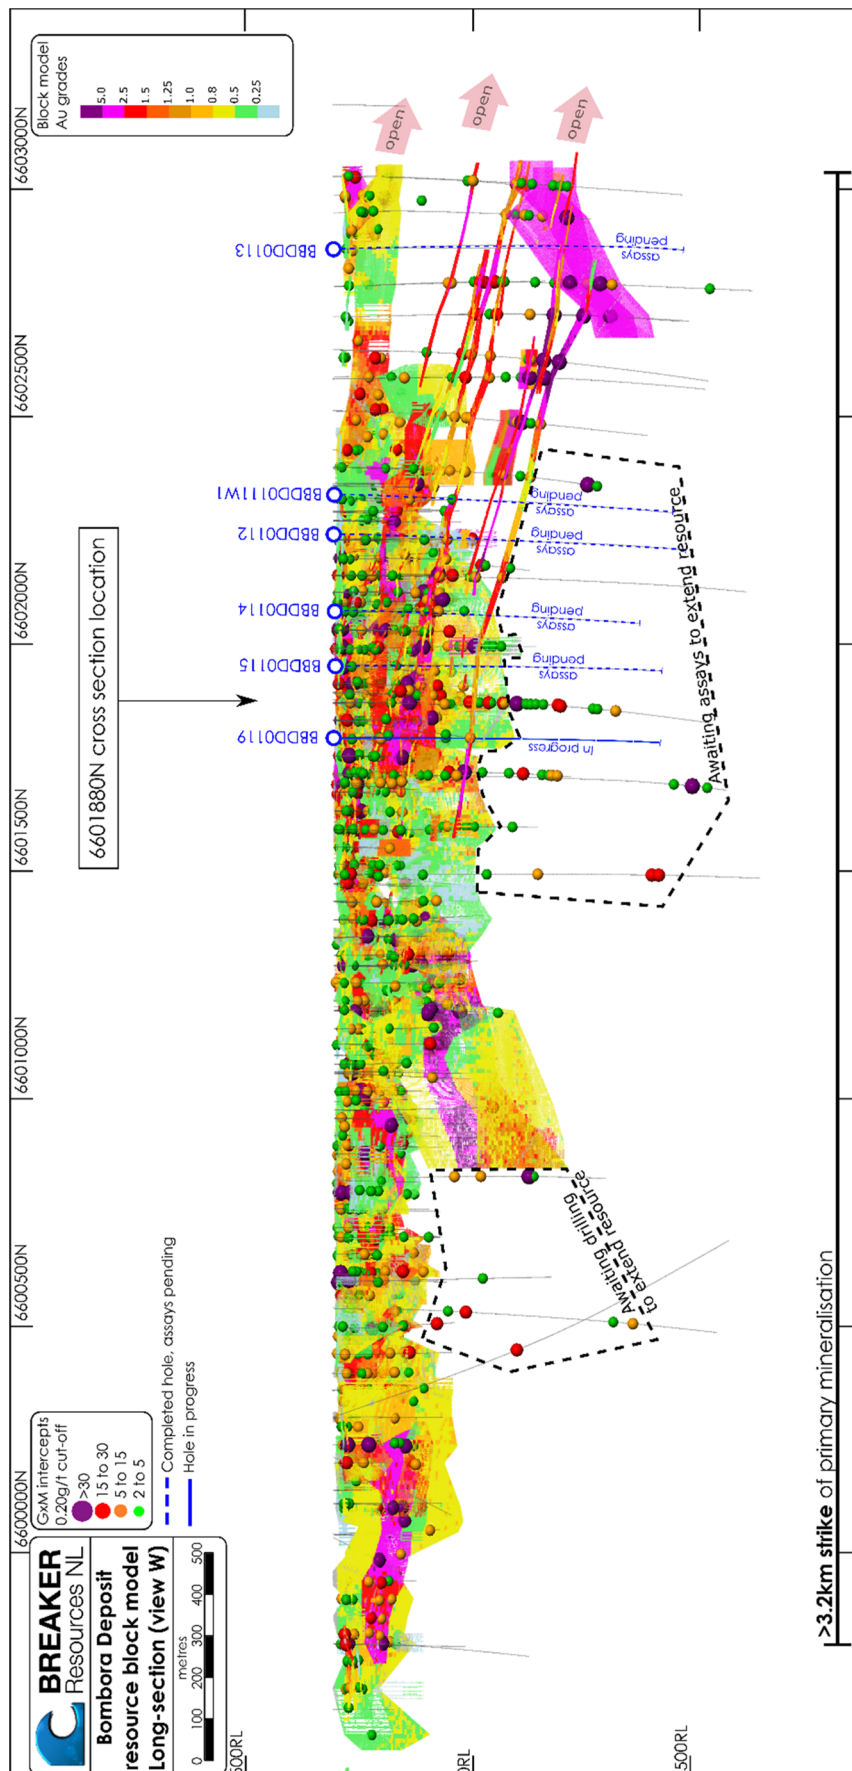 BREAKER
Resources NL
Bombora Deposit
resource block model
Long-section (view W)
metres
0 100 200 300 400 500
GxM intercepts
0.20g/t cut-off
>30
15 to 30
5 to 15
2 to 5
Completed hole, assays pending
Hole in progress
6600000N
6600500N
6601000N
6601500N
6602000N
6602500N
6603000N
6601880N cross section location
Block model
Au grades
5.0
2.5
1.5
1.25
1.0
0.8
0.5
0.25
BBDD0119
BBDD0115
BBDD0114
BBDD0112
BBDD0111W1
BBDD0113
In progress
assays
pending
assays
pending
assays
pending
assays
pending
assays
pending
open
open
open
Awaiting drilling
to extend resource
Awaiting assays to extend resource
500RL
0RL
500RL
>3.2km strike of primary mineralisation